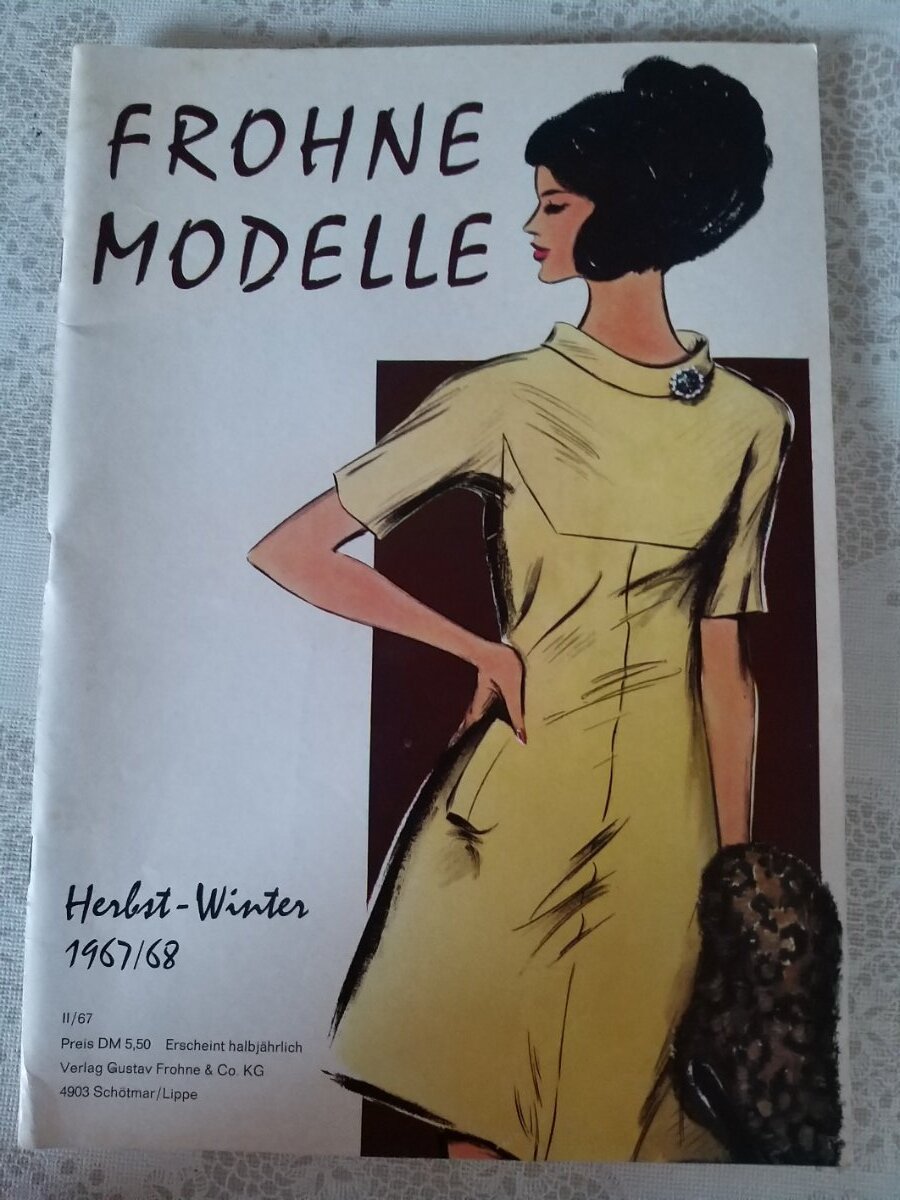 FROHNE
MODELLE
Herbst-Winter
1967/68
II/67
Preis DM 5,50 Erscheint halbjährlich
Verlag Gustav Frohne & Co. KG
4903 Schötmar/Lippe